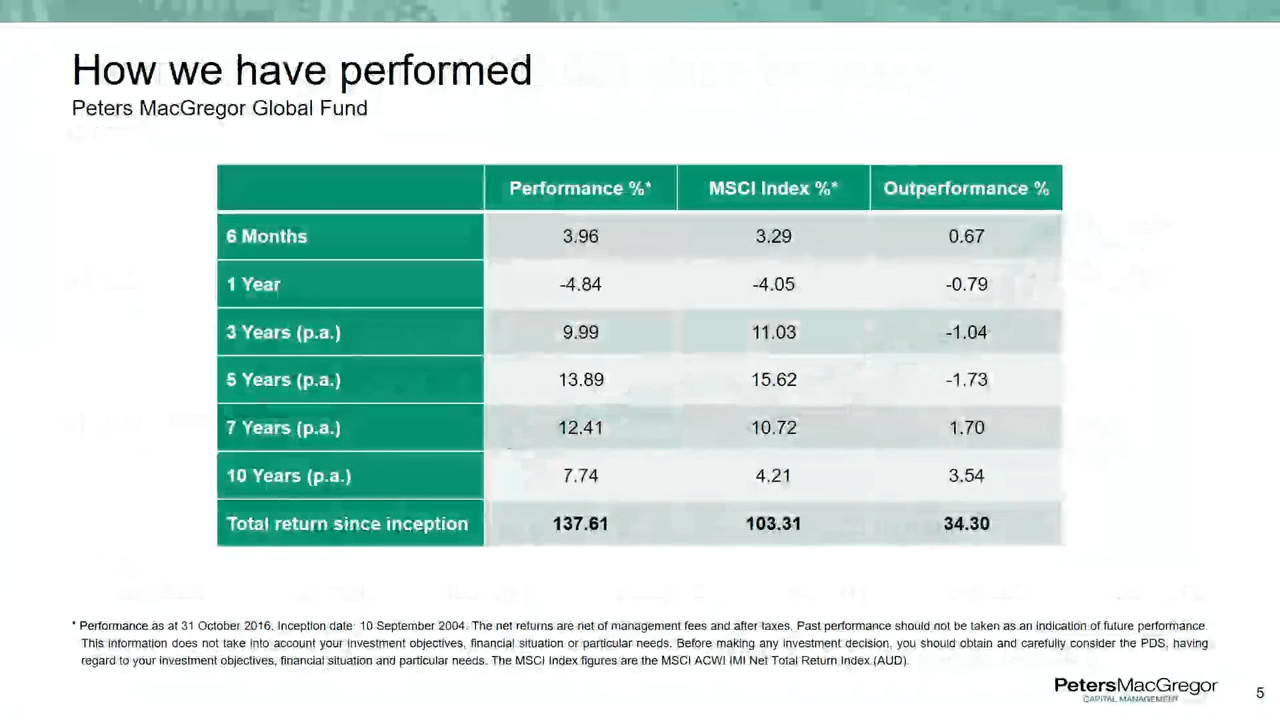 How we have performed
Peters MacGregor Global Fund
Performance %* MSCI Index %* Outperformance %
6 Months 3.96 3.29 0.67
1 Year -4.84 -4.05 -0.79
3 Years (p.a.) 9.99 11.03 -1.04
5 Years (p.a.) 13.89 15.62 -1.73
7 Years (p.a.) 12.41 10.72 1.70
10 Years (p.a.) 7.74 4.21 3.54
Total return since inception 137.61 103.31 34.30
* Performance as at 31 October 2016. Inception date: 10 September 2004. The net returns are net of management fees and after taxes. Past performance should not be taken as an indication of future performance.
This information does not take into account your investment objectives, financial situation or particular needs. Before making any investment decision, you should obtain and carefully consider the PDS, having
regard to your investment objectives, financial situation and particular needs. The MSCI Index figures are the MSCI ACWI IMI Net Total Return Index (AUD).
PetersMacGregor
CAPITAL MANAGEMENT
5